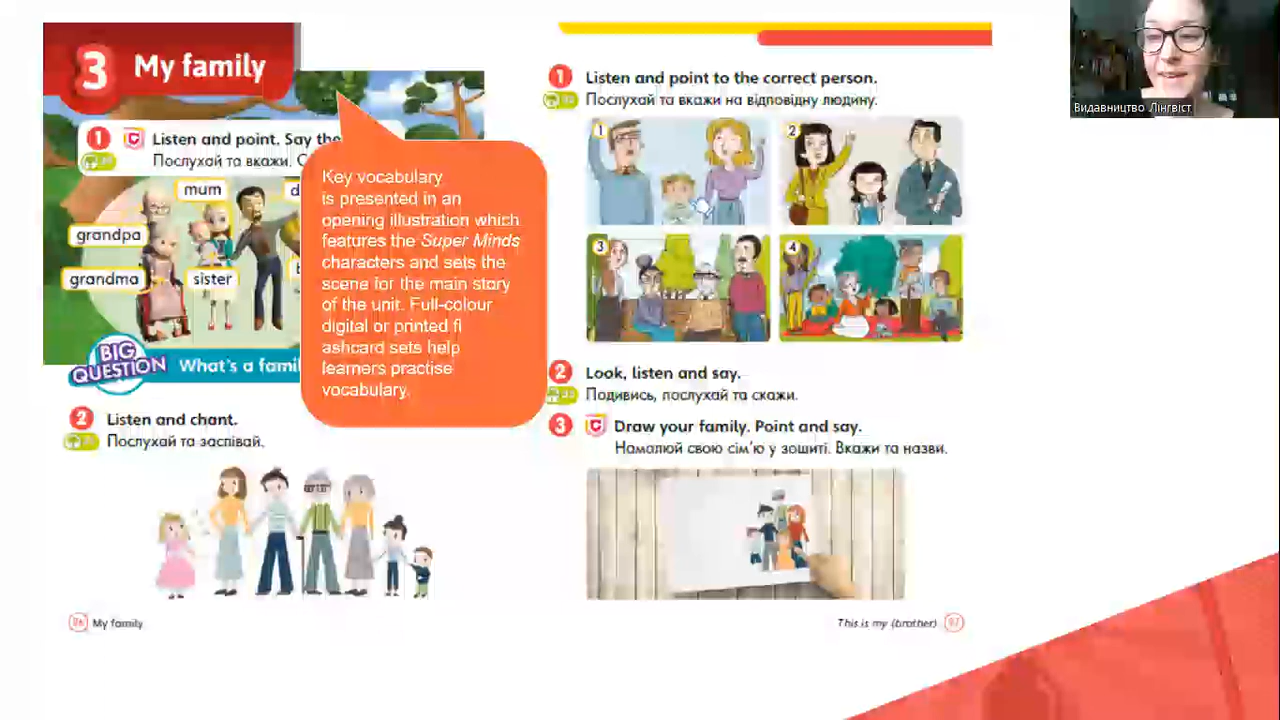 3 My family
1 Listen and point. Say the
Послухай та вкажи. С
mum
d
grandpa
grandma
sister
b
BIG QUESTION What's a famil
2 Listen and chant.
Послухай та заспівай.
Key vocabulary
is presented in an
opening illustration which
features the Super Minds
characters and sets the
scene for the main story
of the unit. Full-colour
digital or printed fl
ashcard sets help
learners practise
vocabulary.
My family
1 Listen and point to the correct person.
Послухай та вкажи на відповідну людину.
1
2
3
4
2 Look, listen and say.
Подивись, послухай та скажи.
3 Draw your family. Point and say.
Намалюй свою сім'ю у зошиті. Вкажи та назви.
This is my (brother)
Видавництво Лінгвіст